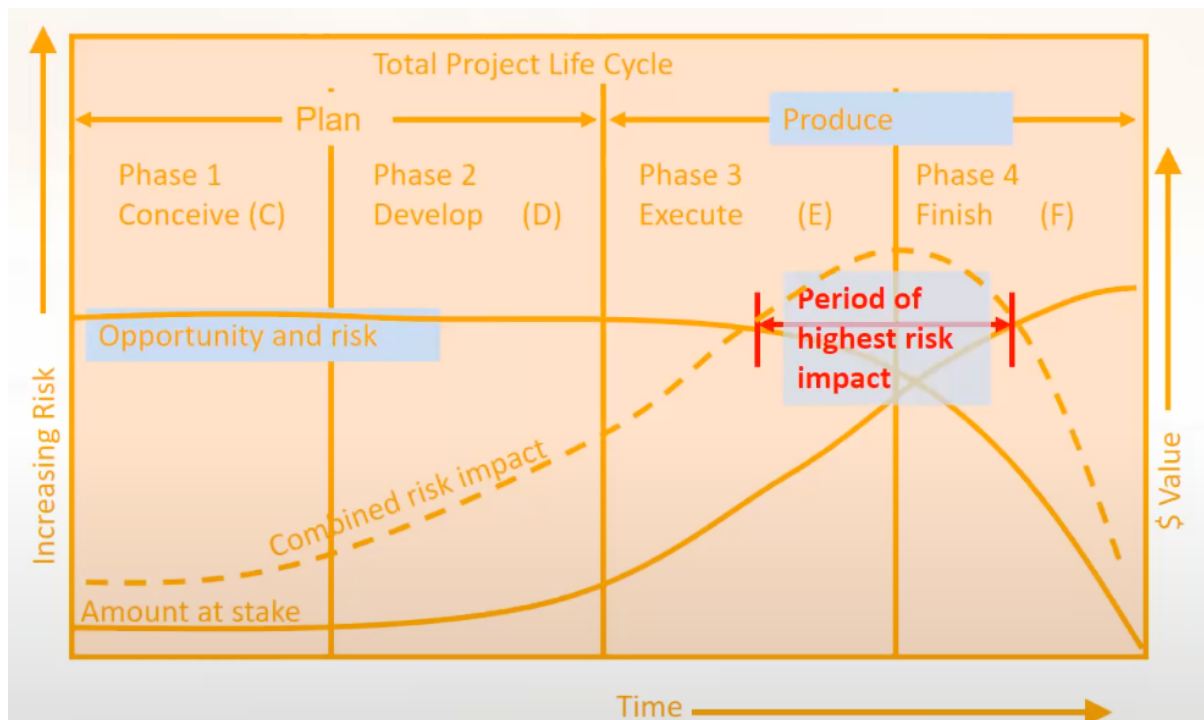 Total Project Life Cycle
Plan
Produce
Phase 1
Conceive (C)
Phase 2
Develop (D)
Phase 3
Execute (E)
Phase 4
Finish (F)
Opportunity and risk
Period of
highest risk
impact
Combined risk impact
Amount at stake
Increasing Risk
$ Value
Time